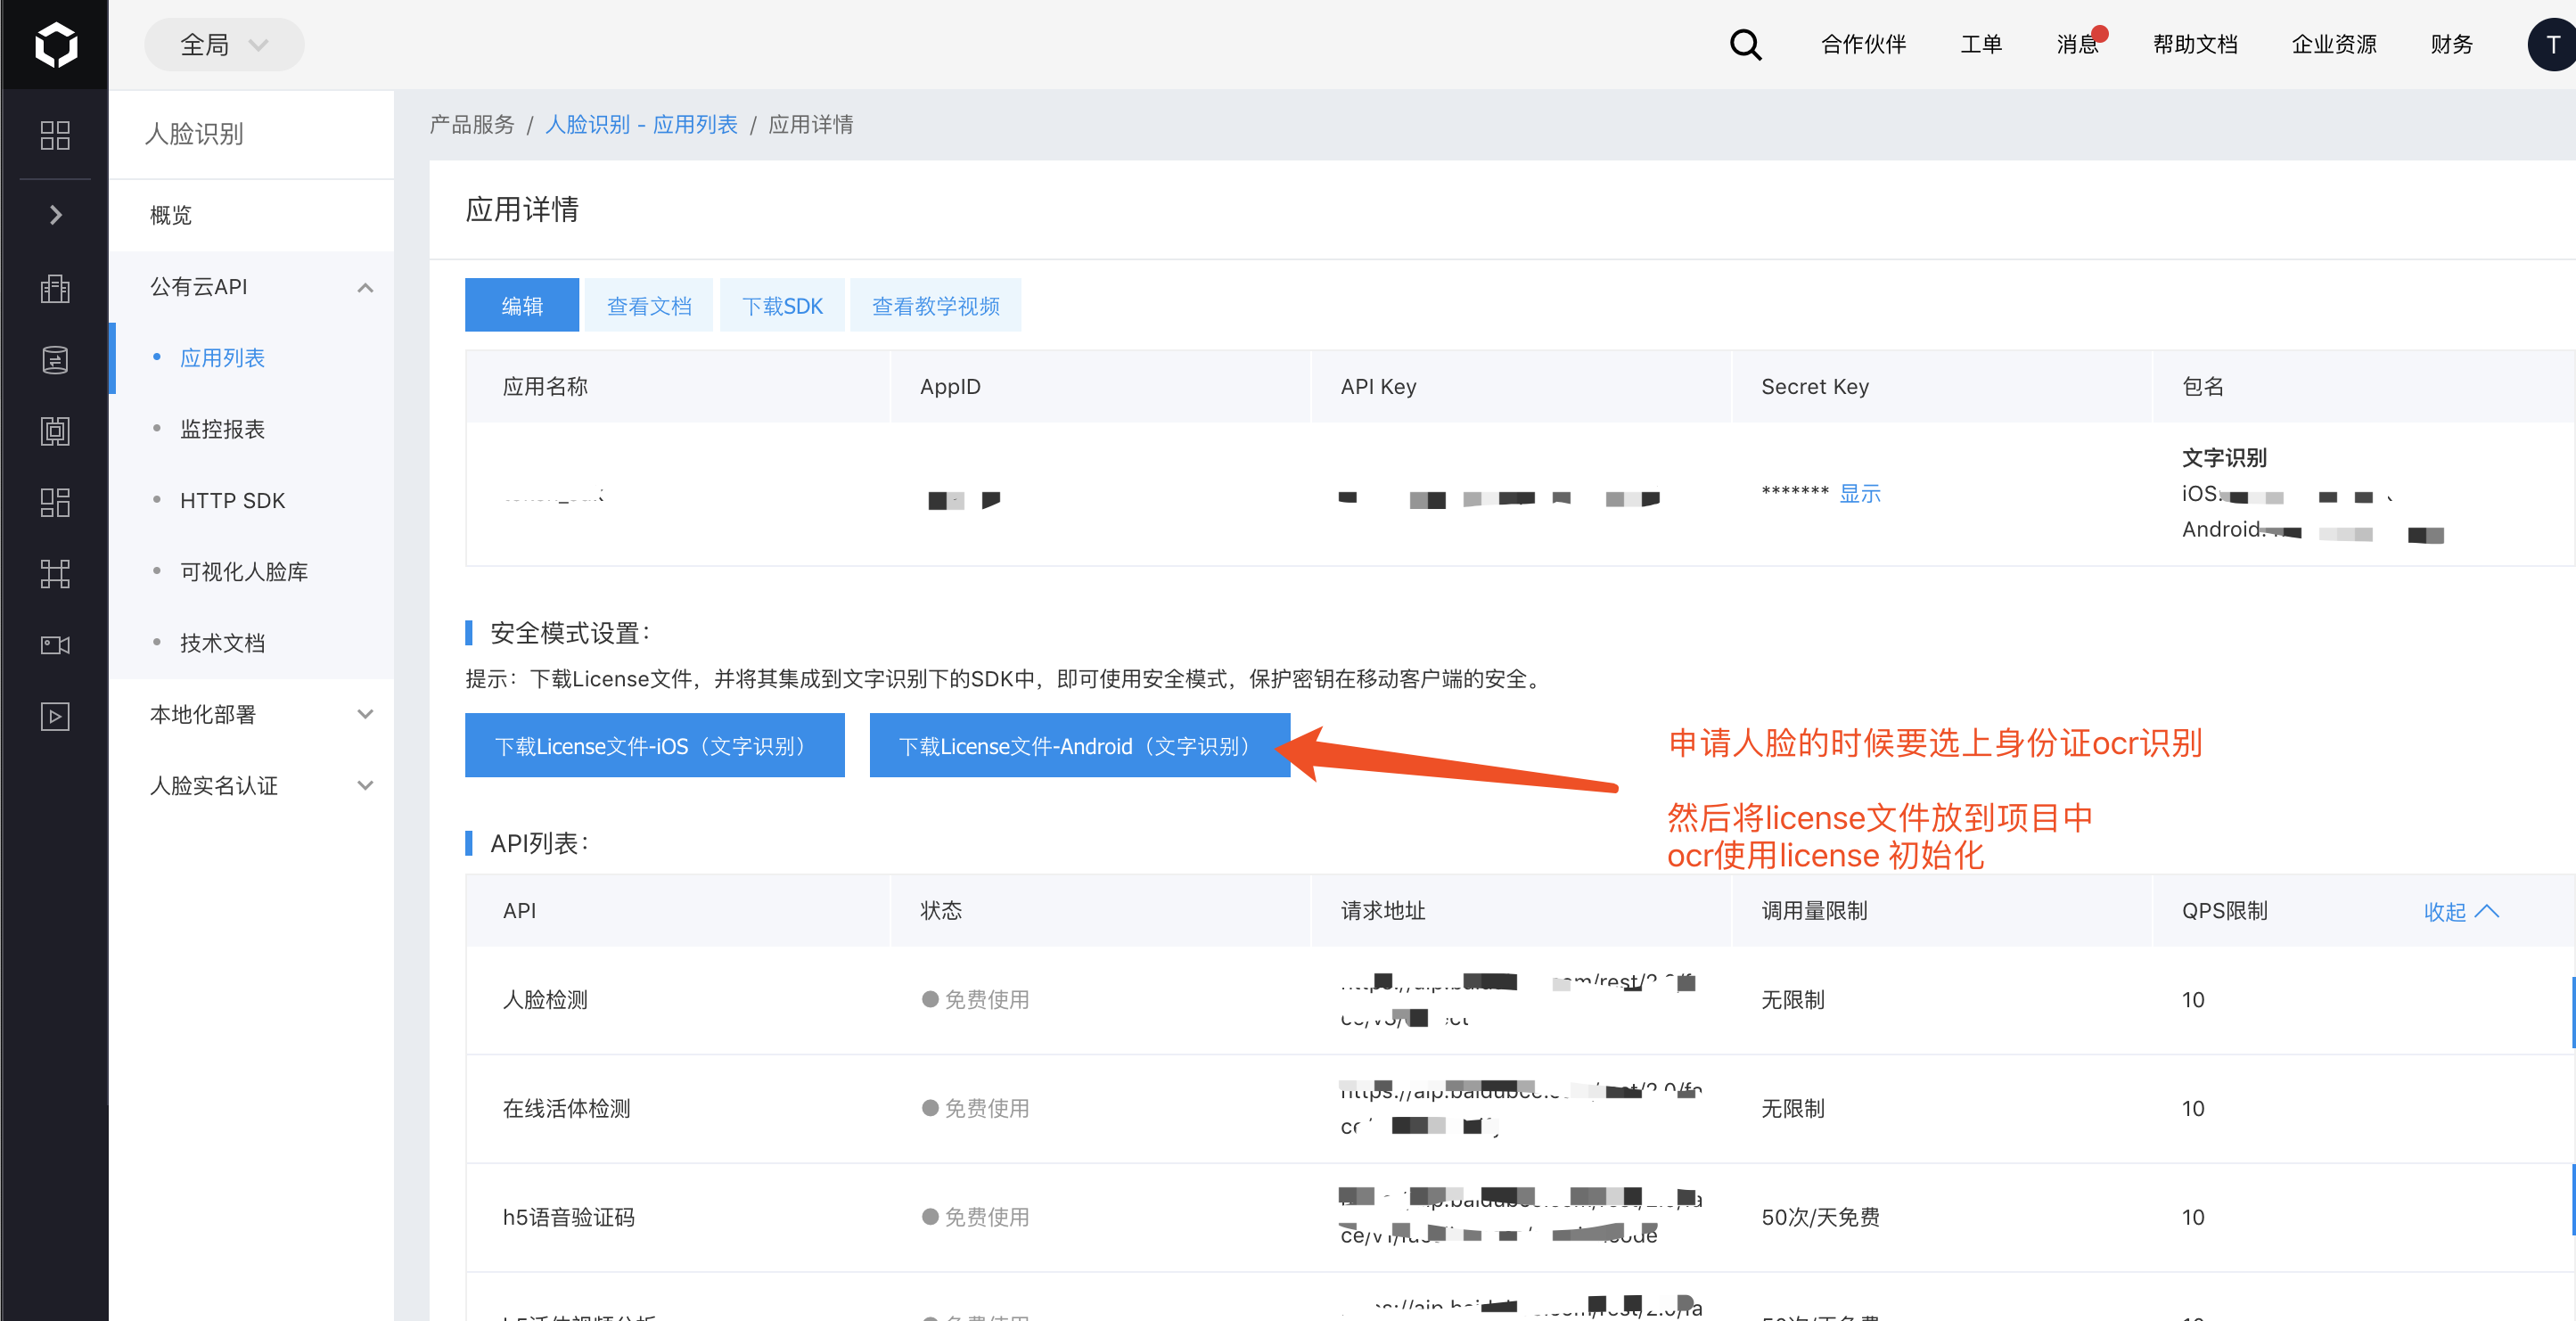 全局
合作伙伴
工单
消息
帮助文档
企业资源
财务
T
人脸识别
概览
公有云API
应用列表
监控报表
HTTP SDK
可视化人脸库
技术文档
本地化部署
人脸实名认证
产品服务 / 人脸识别 - 应用列表 / 应用详情
应用详情
编辑
查看文档
下载SDK
查看教学视频
应用名称
AppID
API Key
Secret Key
包名
******* 显示
文字识别
iOS:
Android:
安全模式设置：
提示：下载License文件，并将其集成到文字识别下的SDK中，即可使用安全模式，保护密钥在移动客户端的安全。
下载License文件-iOS（文字识别）
下载License文件-Android（文字识别）
申请人脸的时候要选上身份证ocr识别
然后将license文件放到项目中
ocr使用license 初始化
API列表：
API
状态
请求地址
调用量限制
QPS限制
收起
人脸检测
免费使用
无限制
10
在线活体检测
免费使用
无限制
10
h5语音验证码
免费使用
50次/天免费
10